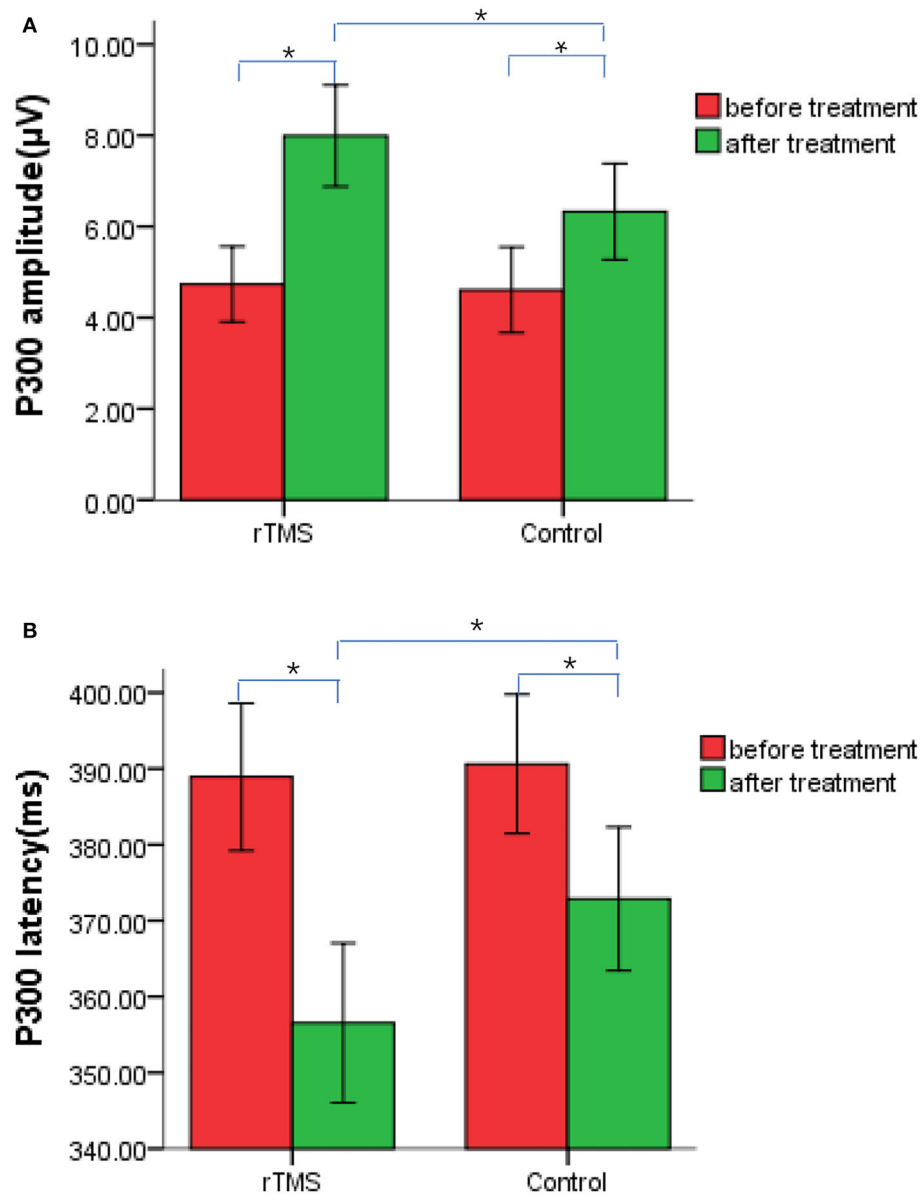 A
*
*
*
10.00
8.00
6.00
4.00
2.00
0.00
P300 amplitude(µV)
before treatment
after treatment
rTMS
Control
B
*
*
*
400.00
390.00
380.00
370.00
360.00
350.00
340.00
P300 latency(ms)
before treatment
after treatment
rTMS
Control